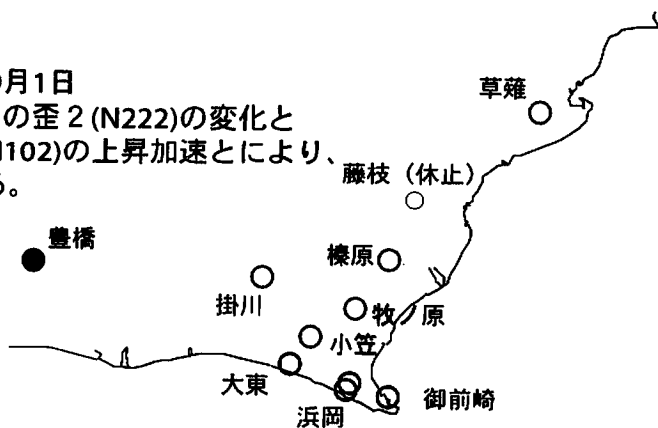 月1日
の歪2(N222)の変化と
102)の上昇加速とにより、
る。
草薙
藤枝（休止）
豊橋
榛原
掛川
牧ノ原
小笠
大東
御前崎
浜岡